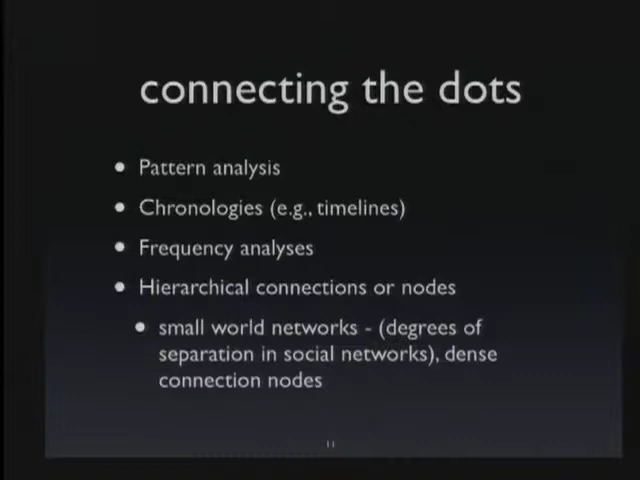 connecting the dots
• Pattern analysis
• Chronologies (e.g., timelines)
• Frequency analyses
• Hierarchical connections or nodes
• small world networks - (degrees of
separation in social networks), dense
connection nodes
11